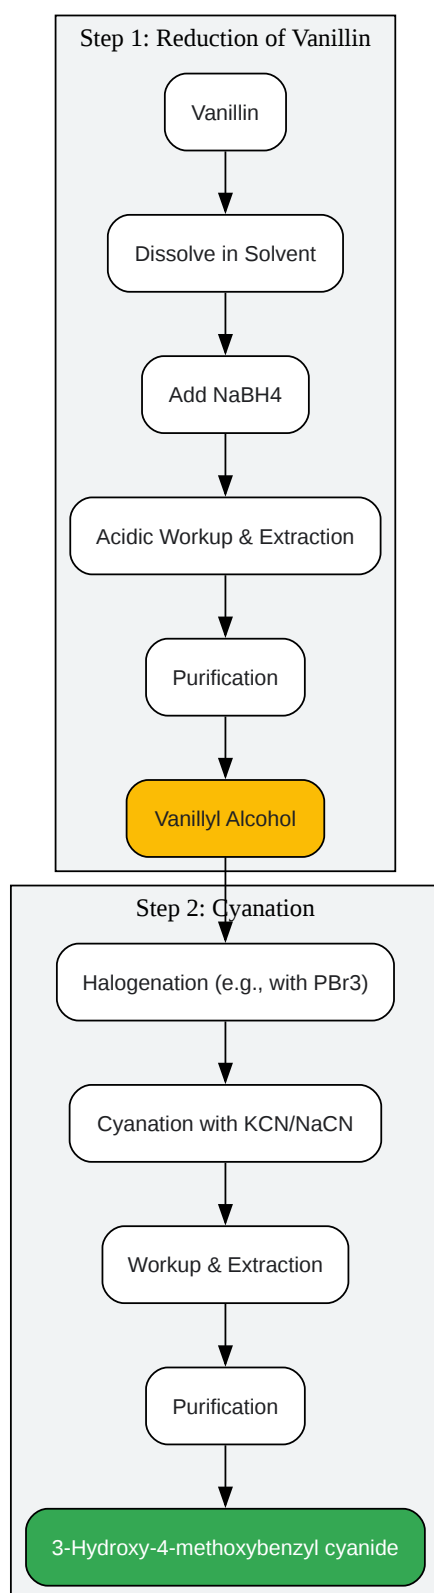 Step 1: Reduction of Vanillin
Vanillin
Dissolve in Solvent
Add NaBH4
Acidic Workup & Extraction
Purification
Vanillyl Alcohol
Step 2: Cyanation
Halogenation (e.g., with PBr3)
Cyanation with KCN/NaCN
Workup & Extraction
Purification
3-Hydroxy-4-methoxybenzyl cyanide